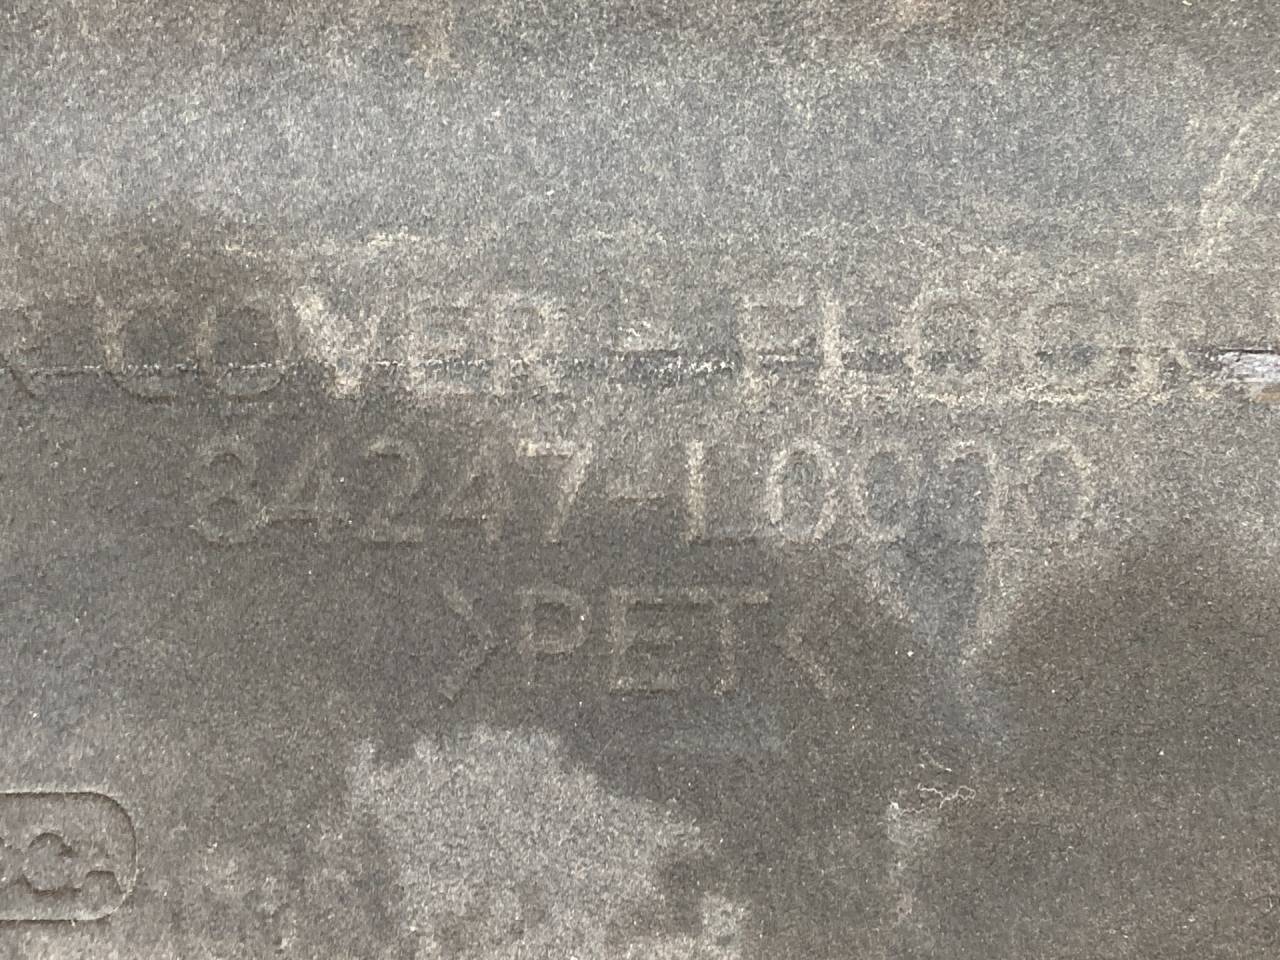 COVER - FLOOR
84247-L0000
>PET<